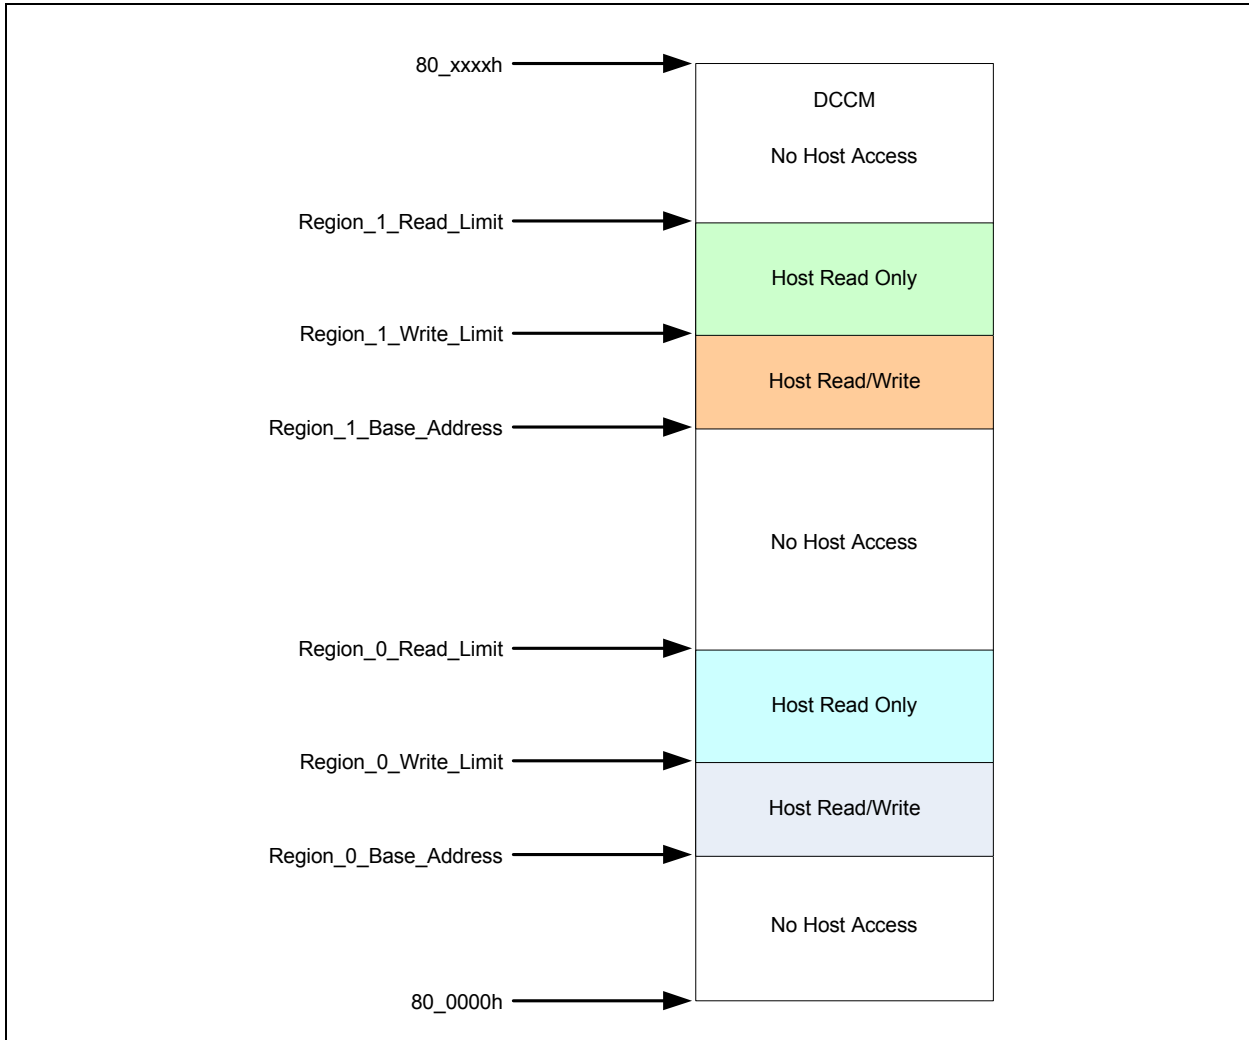 80_xxxxh
DCCM
No Host Access
Region_1_Read_Limit
Host Read Only
Region_1_Write_Limit
Host Read/Write
Region_1_Base_Address
No Host Access
Region_0_Read_Limit
Host Read Only
Region_0_Write_Limit
Host Read/Write
Region_0_Base_Address
No Host Access
80_0000h